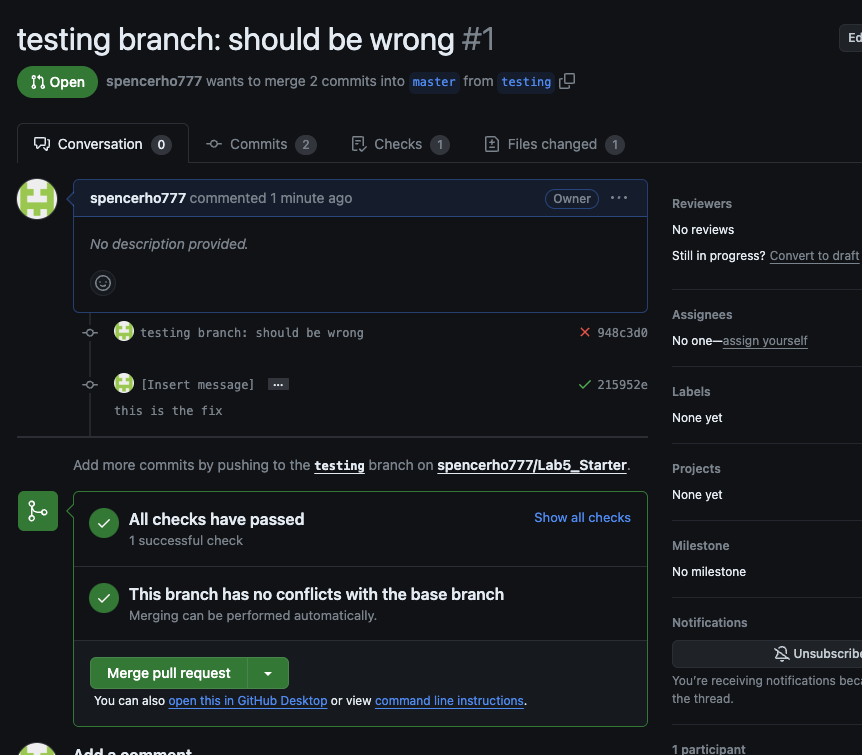 testing branch: should be wrong #1
Ed
Open spencerho777 wants to merge 2 commits into master from testing
Conversation 0 Commits 2 Checks 1 Files changed 1
spencerho777 commented 1 minute ago Owner ...
No description provided.
testing branch: should be wrong 948c3d0
[Insert message] ... 215952e
this is the fix
Add more commits by pushing to the testing branch on spencerho777/Lab5_Starter.
All checks have passed Show all checks
1 successful check
This branch has no conflicts with the base branch
Merging can be performed automatically.
Merge pull request
You can also open this in GitHub Desktop or view command line instructions.
Add a comment
Reviewers
No reviews
Still in progress? Convert to draft
Assignees
No one—assign yourself
Labels
None yet
Projects
None yet
Milestone
No milestone
Notifications
Unsubscribe
You're receiving notifications beca
the thread.
1 participant